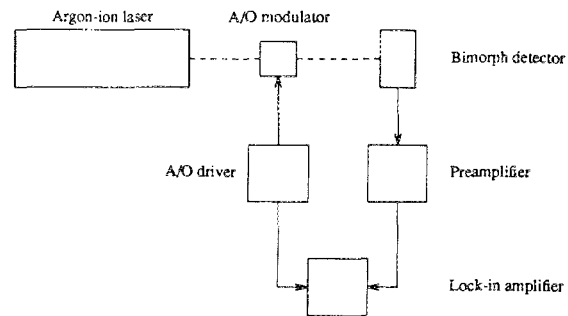 Argon-ion laser
A/O modulator
Bimorph detector
A/O driver
Preamplifier
Lock-in amplifier